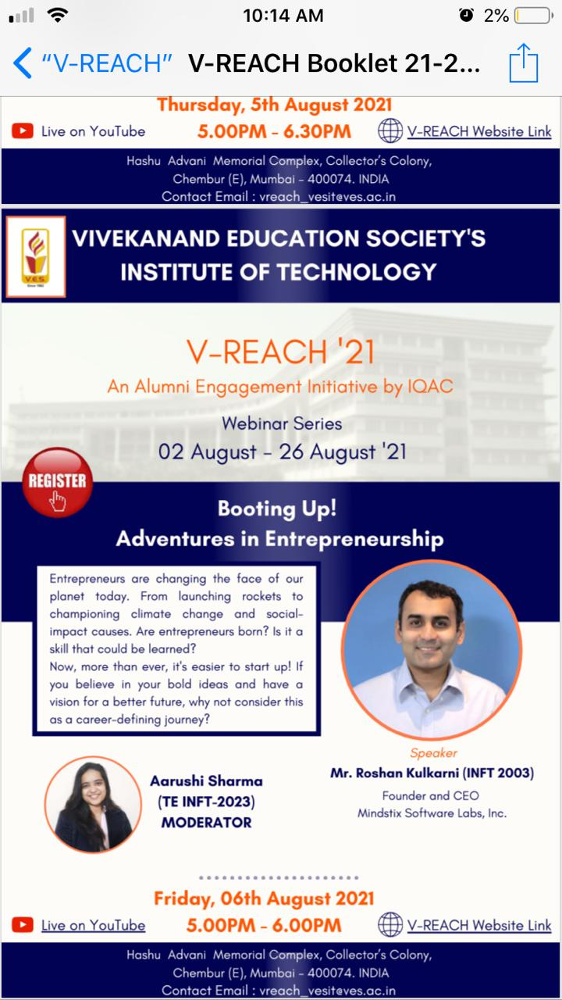 10:14 AM
2%
“V-REACH”
V-REACH Booklet 21-2...
Thursday, 5th August 2021
Live on YouTube
5.00PM - 6.30PM
V-REACH Website Link
Hashu Advani Memorial Complex, Collector's Colony,
Chembur (E), Mumbai - 400074. INDIA
Contact Email : vreach_vesit@ves.ac.in
V.E.S.
Since 1962
VIVEKANAND EDUCATION SOCIETY'S
INSTITUTE OF TECHNOLOGY
V-REACH '21
An Alumni Engagement Initiative by IQAC
Webinar Series
02 August - 26 August '21
REGISTER
Booting Up!
Adventures in Entrepreneurship
Entrepreneurs are changing the face of our
planet today. From launching rockets to
championing climate change and social-
impact causes. Are entrepreneurs born? Is it a
skill that could be learned?
Now, more than ever, it's easier to start up! If
you believe in your bold ideas and have a
vision for a better future, why not consider this
as a career-defining journey?
Speaker
Mr. Roshan Kulkarni (INFT 2003)
Founder and CEO
Mindstix Software Labs, Inc.
Aarushi Sharma
(TE INFT-2023)
MODERATOR
Friday, 06th August 2021
Live on YouTube
5.00PM - 6.00PM
V-REACH Website Link
Hashu Advani Memorial Complex, Collector's Colony,
Chembur (E), Mumbai - 400074. INDIA
Contact Email : vreach_vesit@ves.ac.in